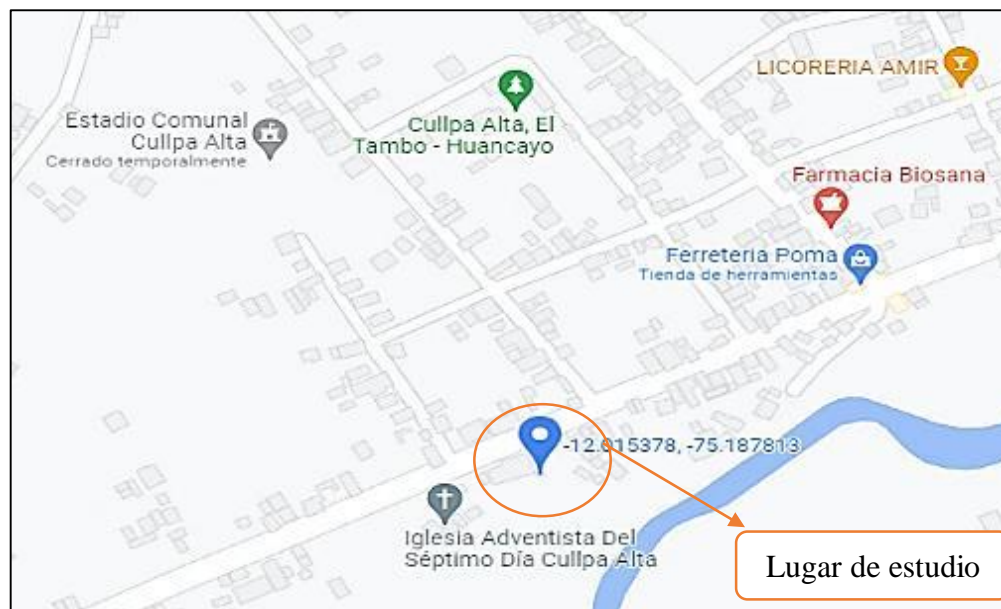 LICORERIA AMIR
Estadio Comunal
Cullpa Alta
Cerrado temporalmente
Cullpa Alta, El
Tambo - Huancayo
Farmacia Biosana
Ferreteria Poma
Tienda de herramientas
-12.015378, -75.187813
Iglesia Adventista Del
Séptimo Día Cullpa Alta
Lugar de estudio